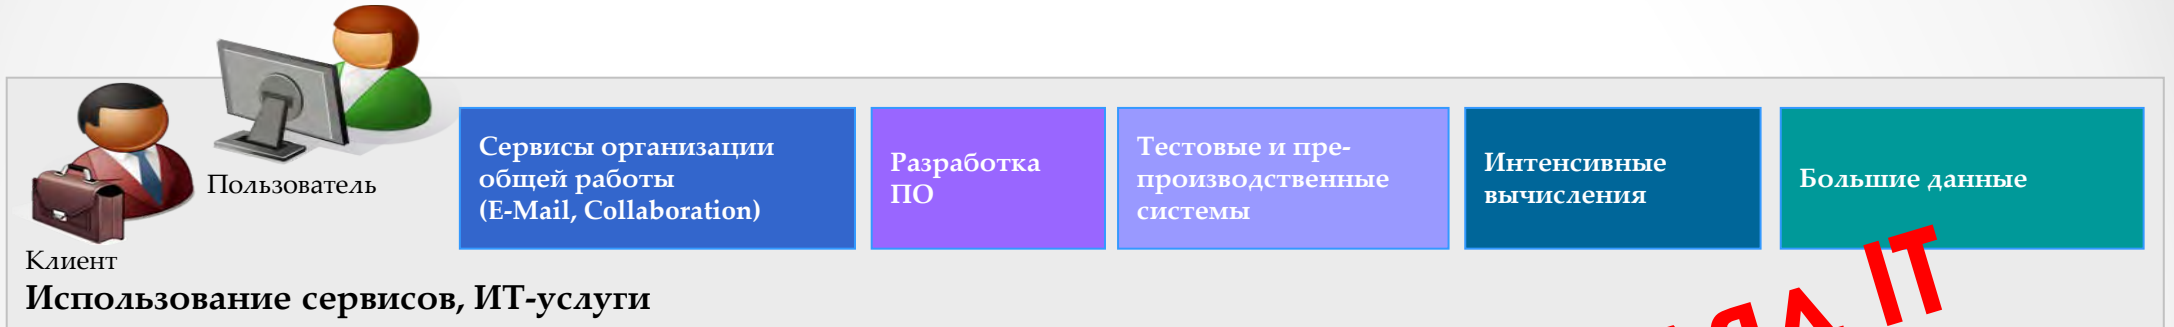 Пользователь
Клиент
Сервисы организации
общей работы
(E-Mail, Collaboration)
Разработка
ПО
Тестовые и пре-
производственные
системы
Интенсивные
вычисления
Большие данные
Использование сервисов, ИТ-услуги
IT